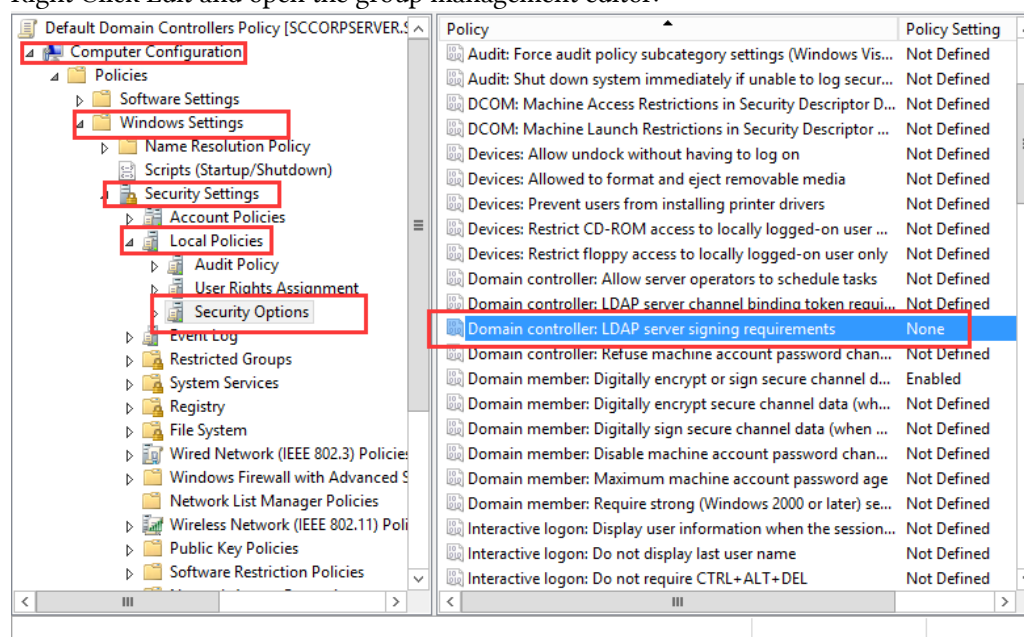 Right Click Edit and open the group management editor.
Default Domain Controllers Policy [SCCORPSERVER.S
Computer Configuration
Policies
Software Settings
Windows Settings
Name Resolution Policy
Scripts (Startup/Shutdown)
Security Settings
Account Policies
Local Policies
Audit Policy
User Rights Assignment
Security Options
Event Log
Restricted Groups
System Services
Registry
File System
Wired Network (IEEE 802.3) Policies
Windows Firewall with Advanced S
Network List Manager Policies
Wireless Network (IEEE 802.11) Poli
Public Key Policies
Software Restriction Policies
Policy Policy Setting
Audit: Force audit policy subcategory settings (Windows Vis... Not Defined
Audit: Shut down system immediately if unable to log secur... Not Defined
DCOM: Machine Access Restrictions in Security Descriptor D... Not Defined
DCOM: Machine Launch Restrictions in Security Descriptor ... Not Defined
Devices: Allow undock without having to log on Not Defined
Devices: Allowed to format and eject removable media Not Defined
Devices: Prevent users from installing printer drivers Not Defined
Devices: Restrict CD-ROM access to locally logged-on user ... Not Defined
Devices: Restrict floppy access to locally logged-on user only Not Defined
Domain controller: Allow server operators to schedule tasks Not Defined
Domain controller: LDAP server channel binding token requi... Not Defined
Domain controller: LDAP server signing requirements None
Domain controller: Refuse machine account password chan... Not Defined
Domain member: Digitally encrypt or sign secure channel d... Enabled
Domain member: Digitally encrypt secure channel data (wh... Not Defined
Domain member: Digitally sign secure channel data (when ... Not Defined
Domain member: Disable machine account password chan... Not Defined
Domain member: Maximum machine account password age Not Defined
Domain member: Require strong (Windows 2000 or later) se... Not Defined
Interactive logon: Display user information when the session... Not Defined
Interactive logon: Do not display last user name Not Defined
Interactive logon: Do not require CTRL+ALT+DEL Not Defined